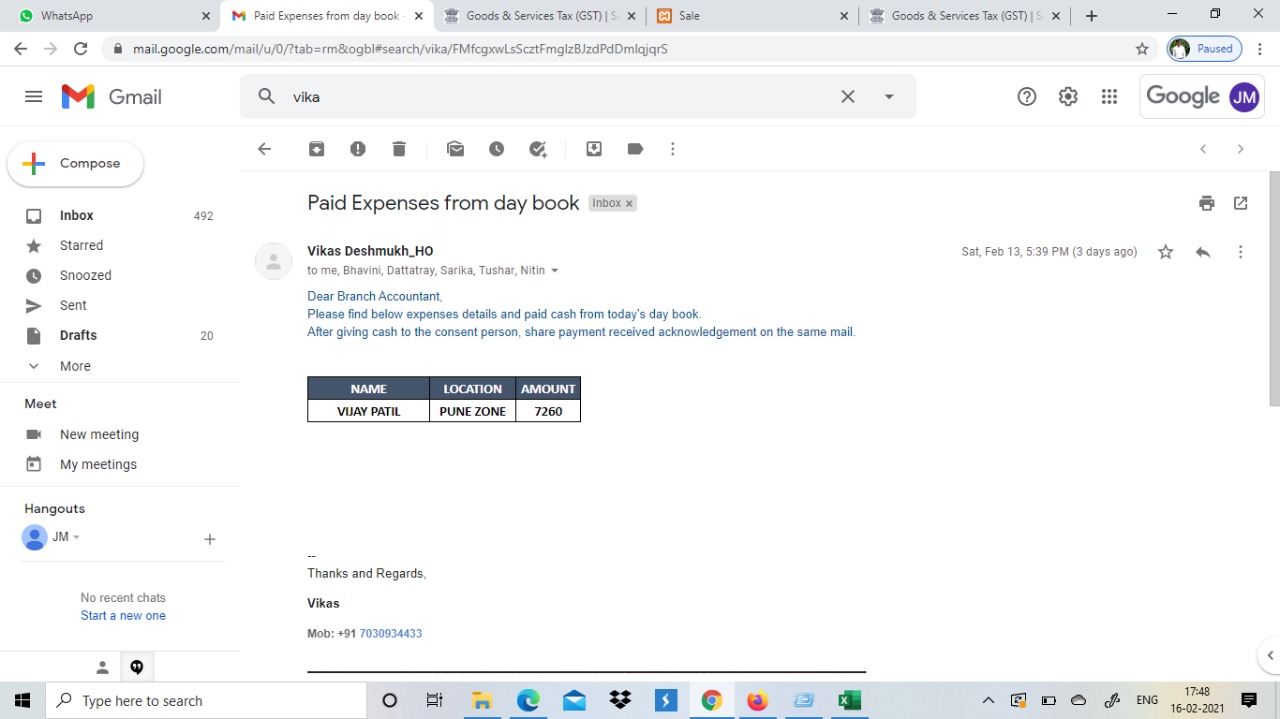 WhatsApp
Paid Expenses from day book -
Goods & Services Tax (GST) | Se
Sale
Goods & Services Tax (GST) | Se
mail.google.com/mail/u/0/?tab=rm&ogbl#search/vika/FMfcgxwLsScztFmglzBJzdPdDmlqjqrS
Paused
Gmail
vika
Google
JM
Compose
Inbox 492
Starred
Snoozed
Sent
Drafts 20
More
Meet
New meeting
My meetings
Hangouts
JM
No recent chats
Start a new one
Paid Expenses from day book
Inbox x
Vikas Deshmukh_HO
Sat, Feb 13, 5:39 PM (3 days ago)
to me, Bhavini, Dattatray, Sarika, Tushar, Nitin
Dear Branch Accountant,
Please find below expenses details and paid cash from today's day book.
After giving cash to the consent person, share payment received acknowledgement on the same mail.
NAME LOCATION AMOUNT
VIJAY PATIL PUNE ZONE 7260
--
Thanks and Regards,
Vikas
Mob: +91 7030934433
Type here to search
ENG
17:48
16-02-2021